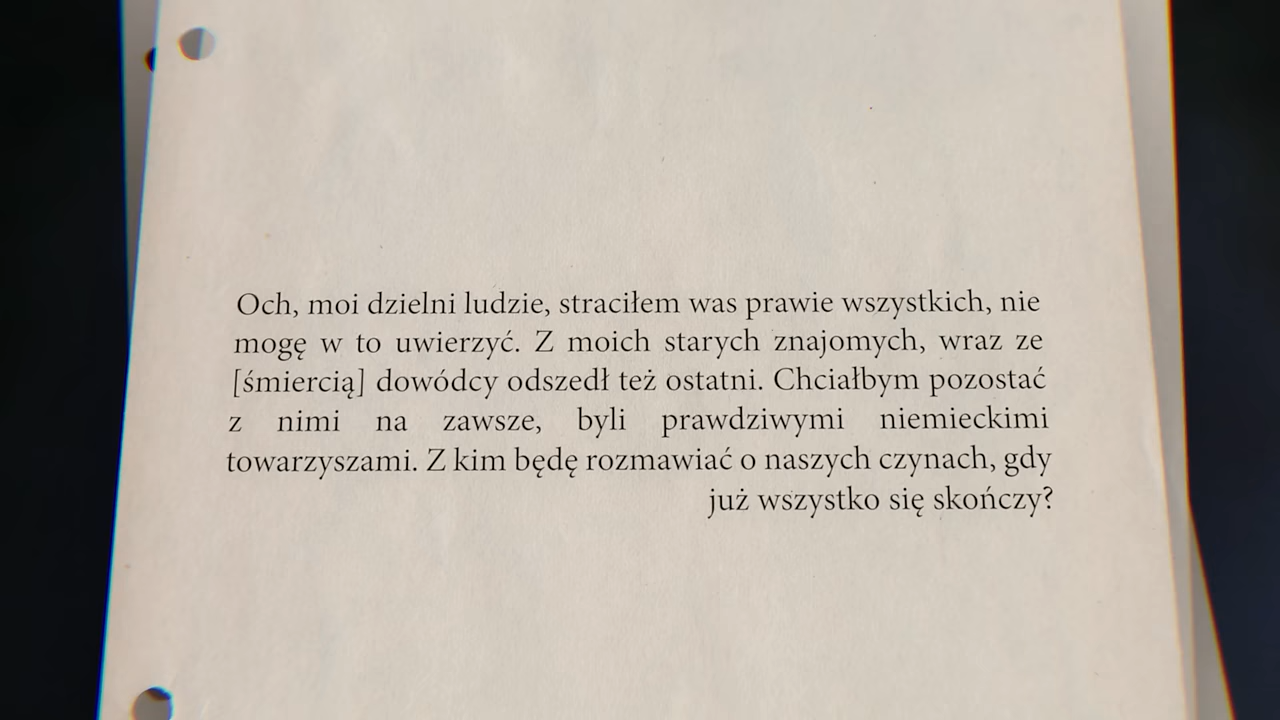 Och, moi dzielni ludzie, straciłem was prawie wszystkich, nie
mogę w to uwierzyć. Z moich starych znajomych, wraz ze
[śmiercią] dowódcy odszedł też ostatni. Chciałbym pozostać
z nimi na zawsze, byli prawdziwymi niemieckimi
towarzyszami. Z kim będę rozmawiać o naszych czynach, gdy
już wszystko się skończy?